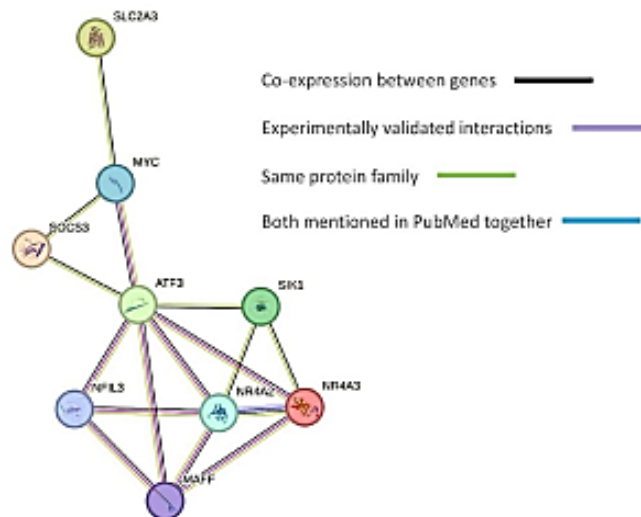 SLC2A3
Co-expression between genes
Experimentally validated interactions
MYC
Same protein family
SOCS3
Both mentioned in PubMed together
ATF3
SIK1
NFIL3
NR4A2
NR4A3
MAFF